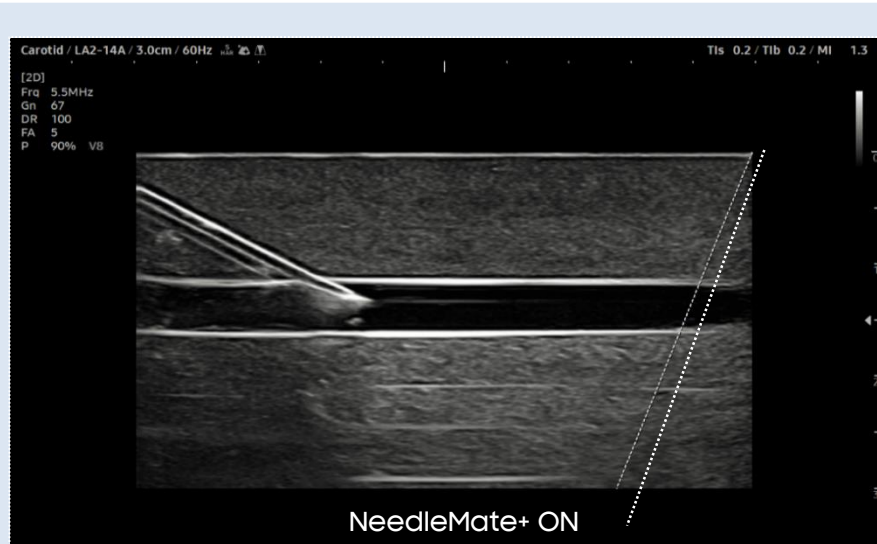 Carotid / LA2-14A / 3.0cm / 60Hz
TIs 0.2 / TIb 0.2 / MI 1.3
[2D]
Frq 5.5MHz
Gn 67
DR 100
FA 5
P 90% V8
NeedleMate+ ON